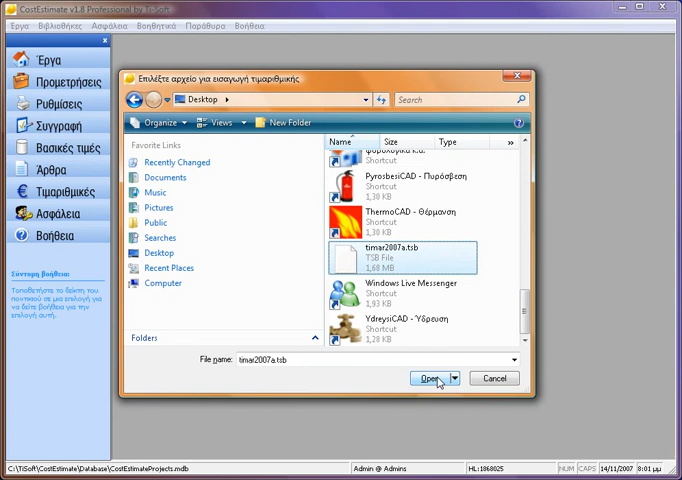 CostEstimate v1.8 Professional by TiSoft
Έργα Βιβλιοθήκες Ασφάλεια Βοηθητικά Παράθυρα Βοήθεια
Έργα
Προμετρήσεις
Ρυθμίσεις
Συγγραφή
Βασικές τιμές
Άρθρα
Τιμαριθμικές
Ασφάλεια
Βοήθεια
Σύντομη βοήθεια:
Τοποθετήστε το δείκτη του
ποντικιού σε μια επιλογή για
να δείτε βοήθεια για την
επιλογή αυτή.
Επιλέξτε αρχείο για εισαγωγή τιμαριθμικής
Desktop
Search
Organize Views New Folder
Favorite Links
Recently Changed
Documents
Music
Pictures
Public
Searches
Desktop
Recent Places
Computer
Folders
Name Size Type »
Shortcut
PyrosbesiCAD - Πυρόσβεση
Shortcut
1,30 KB
ThermoCAD - Θέρμανση
Shortcut
1,30 KB
timar2007a.tsb
TSB File
1,68 MB
Windows Live Messenger
Shortcut
1,93 KB
YdreysiCAD - Ύδρευση
Shortcut
1,28 KB
File name: timar2007a.tsb
Open Cancel
C:\TiSoft\CostEstimate\Database\CostEstimateProjects.mdb Admin @ Admins HL:1868025 NUM CAPS 14/11/2007 8:01 μμ